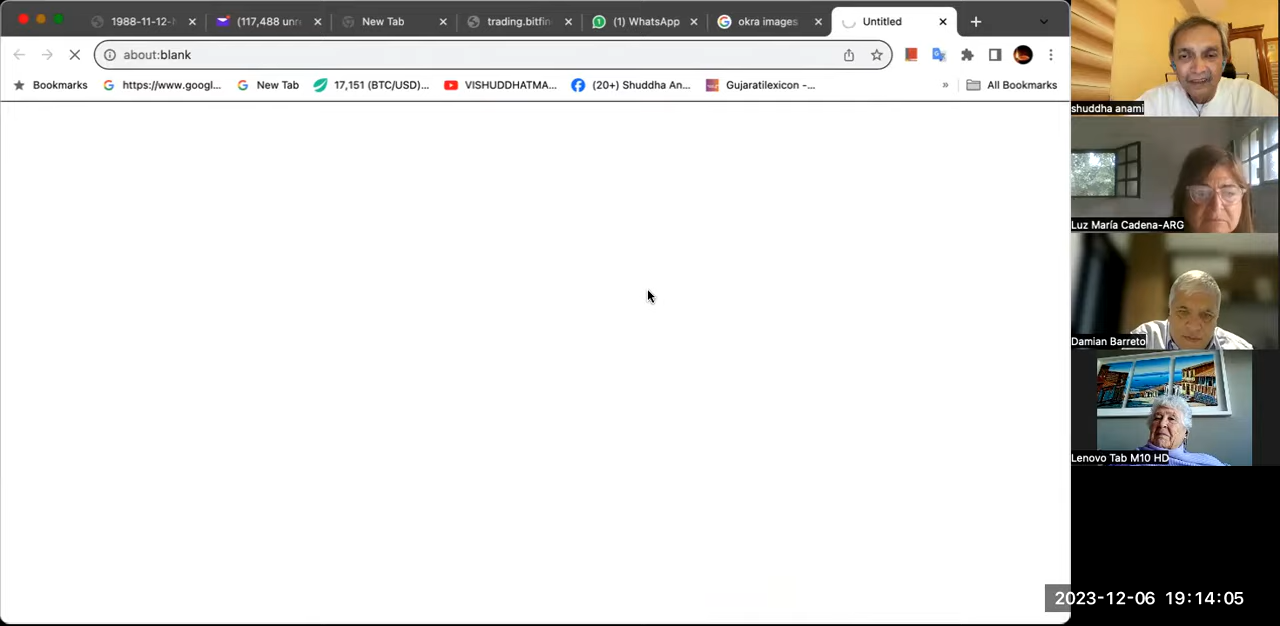 1988-11-12-
(117,488 unr
New Tab
trading.bitfin
(1) WhatsApp
okra images
Untitled
about:blank
Bookmarks
https://www.googl...
New Tab
17,151 (BTC/USD)...
VISHUDDHATMA...
(20+) Shuddha An...
Gujaratilexicon -...
»
All Bookmarks
shuddha anami
Luz María Cadena-ARG
Damian Barreto
Lenovo Tab M10 HD
2023-12-06 19:14:05